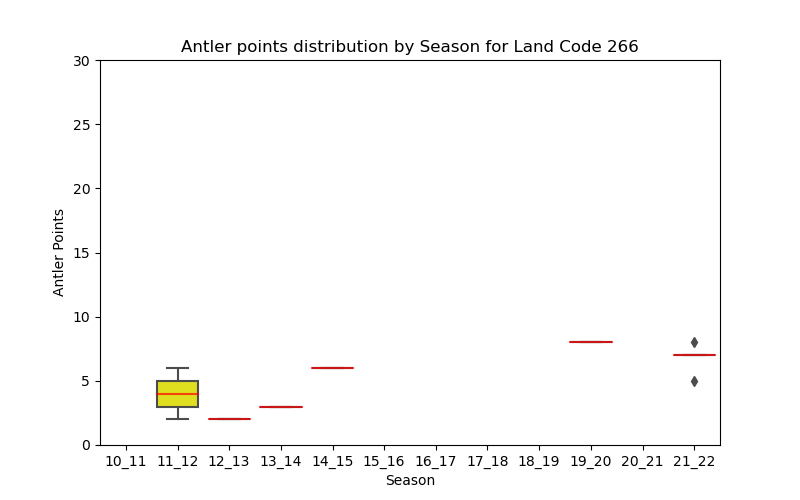 Antler points distribution by Season for Land Code 266
30
25
20
15
10
5
0
Antler Points
10_11 11_12 12_13 13_14 14_15 15_16 16_17 17_18 18_19 19_20 20_21 21_22
Season